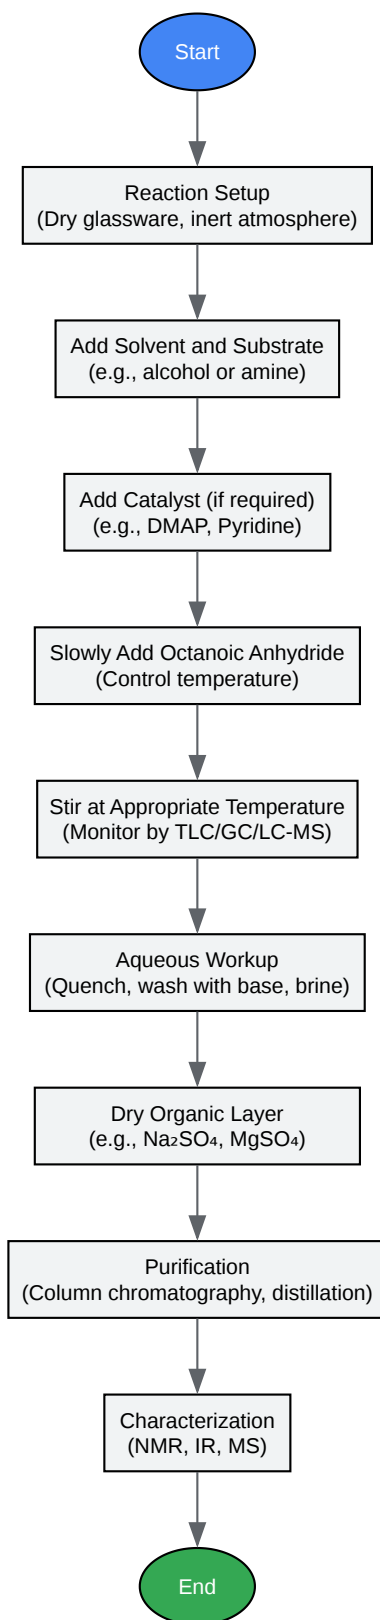 Start
Reaction Setup
(Dry glassware, inert atmosphere)
Add Solvent and Substrate
(e.g., alcohol or amine)
Add Catalyst (if required)
(e.g., DMAP, Pyridine)
Slowly Add Octanoic Anhydride
(Control temperature)
Stir at Appropriate Temperature
(Monitor by TLC/GC/LC-MS)
Aqueous Workup
(Quench, wash with base, brine)
Dry Organic Layer
(e.g., Na₂SO₄, MgSO₄)
Purification
(Column chromatography, distillation)
Characterization
(NMR, IR, MS)
End